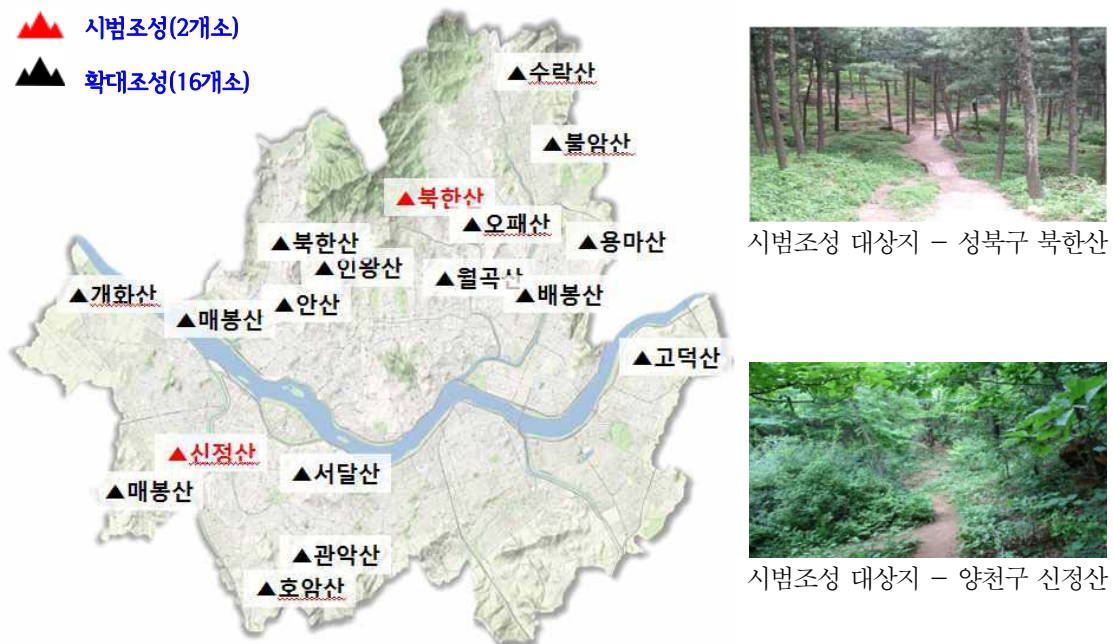 시범조성(2개소)
확대조성(16개소)
▲수락산
▲불암산
▲북한산
▲오패산
▲용마산
▲북한산
▲인왕산
▲월곡산
▲배봉산
▲개화산
▲안산
▲매봉산
▲고덕산
▲신정산
▲서달산
▲매봉산
▲관악산
▲호암산
시범조성 대상지 - 성북구 북한산
시범조성 대상지 - 양천구 신정산